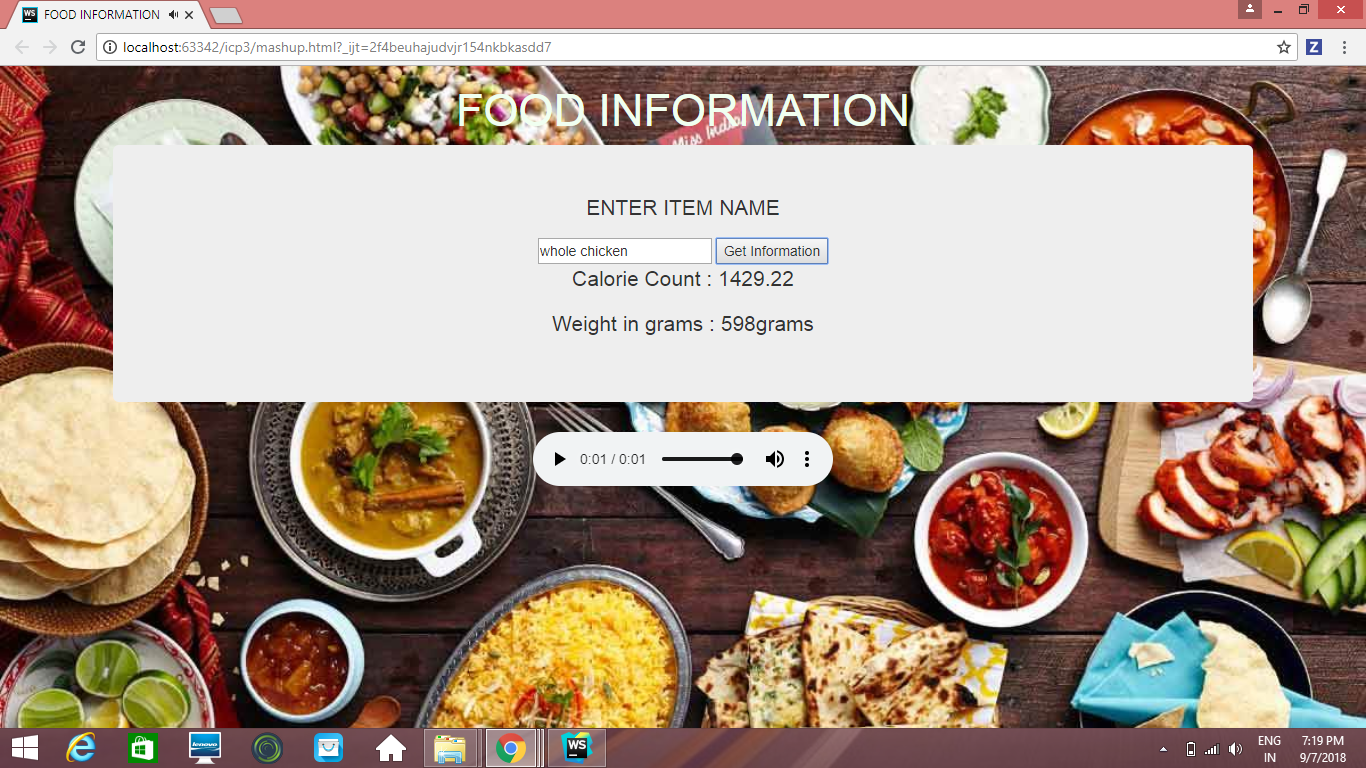 WS FOOD INFORMATION
localhost:63342/icp3/mashup.html?_ijt=2f4beuhajudvjr154nkbkasdd7
Z
FOOD INFORMATION
Miss India
ENTER ITEM NAME
whole chicken Get Information
Calorie Count : 1429.22
Weight in grams : 598grams
0:01 / 0:01
lenovo
WS
ENG 7:19 PM
IN 9/7/2018